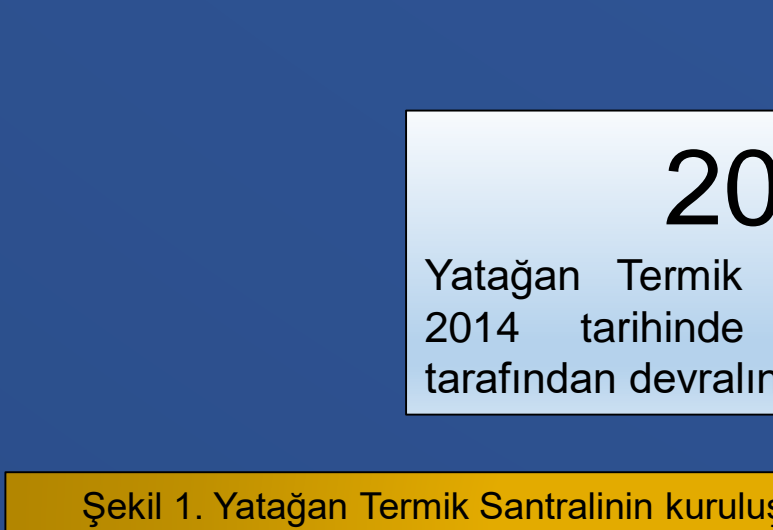 20
Yatağan Termik
2014 tarihinde
tarafından devralın
Şekil 1. Yatağan Termik Santralinin kuruluş